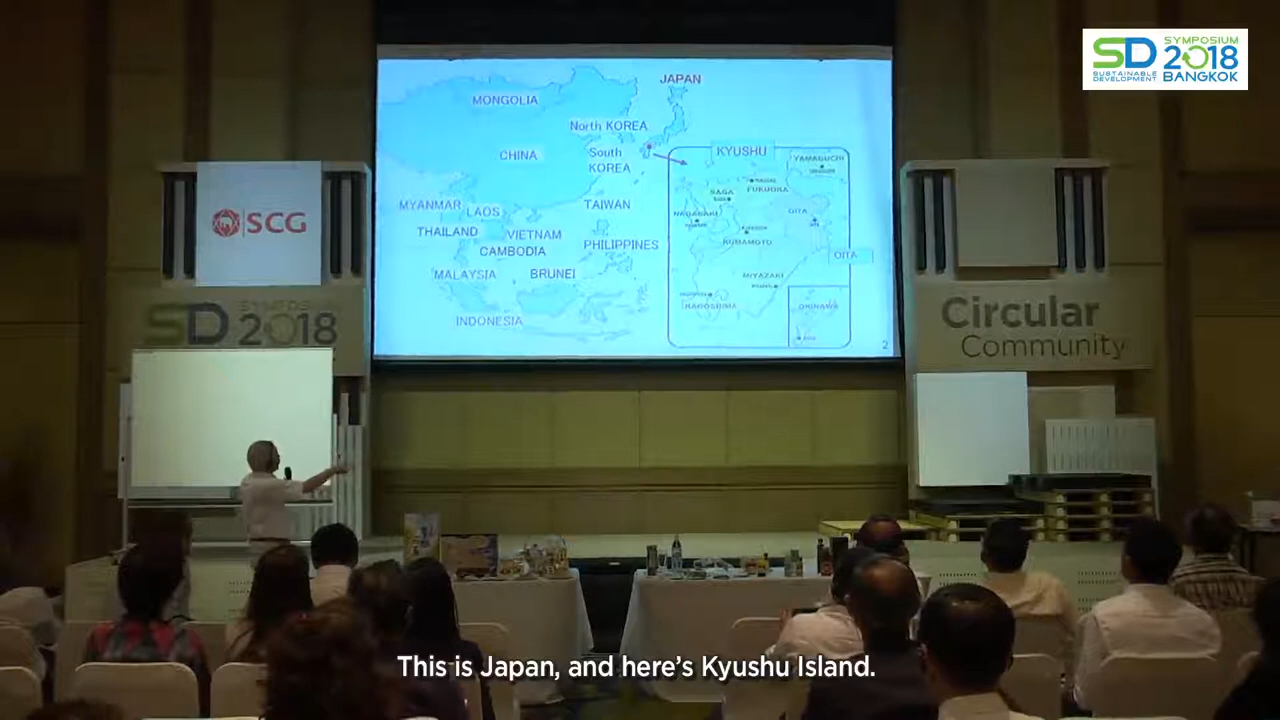 SD SYMPOSIUM 2018
SUSTAINABLE DEVELOPMENT BANGKOK
JAPAN
MONGOLIA
North KOREA
CHINA
South KOREA
KYUSHU
YAMAGUCHI
SAGA
FUKUOKA
MYANMAR
LAOS
TAIWAN
NAGASAKI
OITA
THAILAND
VIETNAM
CAMBODIA
PHILIPPINES
KUMAMOTO
OITA
MALAYSIA
BRUNEI
MIYAZAKI
KAGOSHIMA
OKINAWA
INDONESIA
2
SCG
SD SYMPOSIUM 2018
Circular
Community
This is Japan, and here's Kyushu Island.